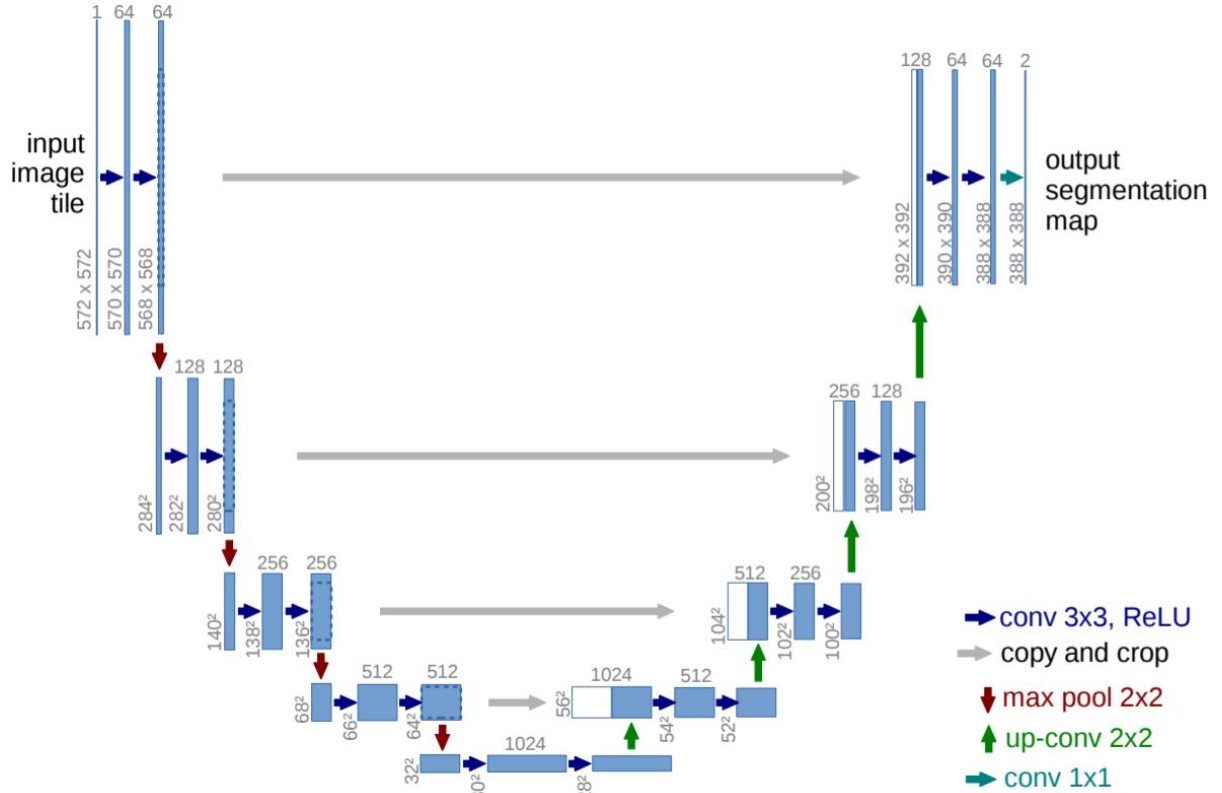 1 64 64
128 64 64 2
input
image
tile
output
segmentation
map
572 x 572
570 x 570
568 x 568
392 x 392
390 x 390
388 x 388
388 x 388
128 128
256 128
284²
282²
280²
200²
198²
196²
256 256
512 256
140²
138²
136²
104²
102²
100²
conv 3x3, ReLU
copy and crop
max pool 2x2
up-conv 2x2
conv 1x1
512 512
1024 512
68²
66²
64²
56²
54²
52²
1024
32²